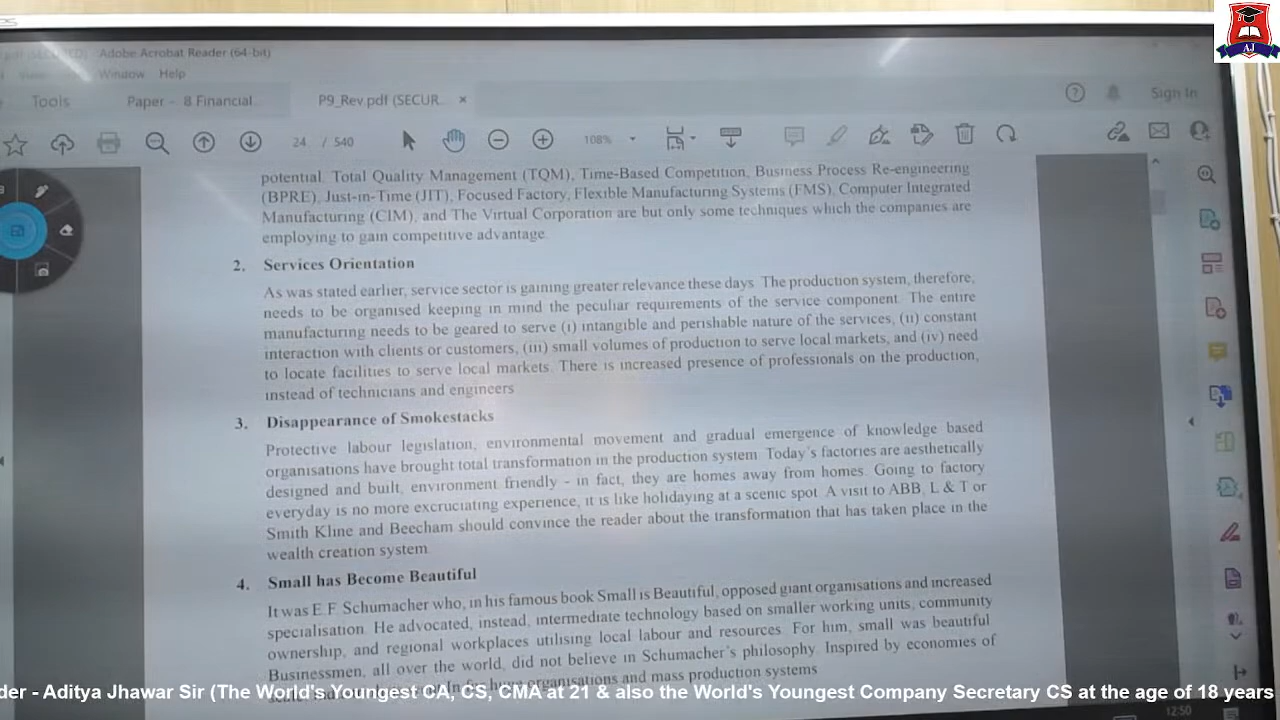 AJ
Adobe Acrobat Reader (64-bit)
Window Help
Tools Paper - 8 Financial... P9_Rev.pdf (SECUR... × Sign In
24 / 540 108%
potential. Total Quality Management (TQM), Time-Based Competition, Business Process Re-engineering
(BPRE), Just-in-Time (JIT), Focused Factory, Flexible Manufacturing Systems (FMS), Computer Integrated
Manufacturing (CIM), and The Virtual Corporation are but only some techniques which the companies are
employing to gain competitive advantage.
2. Services Orientation
As was stated earlier, service sector is gaining greater relevance these days. The production system, therefore,
needs to be organised keeping in mind the peculiar requirements of the service component. The entire
manufacturing needs to be geared to serve (i) intangible and perishable nature of the services, (ii) constant
interaction with clients or customers, (iii) small volumes of production to serve local markets, and (iv) need
to locate facilities to serve local markets. There is increased presence of professionals on the production,
instead of technicians and engineers
3. Disappearance of Smokestacks
Protective labour legislation, environmental movement and gradual emergence of knowledge based
organisations have brought total transformation in the production system. Today's factories are aesthetically
designed and built, environment friendly - in fact, they are homes away from homes. Going to factory
everyday is no more excruciating experience, it is like holidaying at a scenic spot. A visit to ABB, L & T or
Smith Kline and Beecham should convince the reader about the transformation that has taken place in the
wealth creation system.
4. Small has Become Beautiful
It was E.F. Schumacher who, in his famous book Small is Beautiful, opposed giant organisations and increased
specialisation. He advocated, instead, intermediate technology based on smaller working units, community
ownership, and regional workplaces utilising local labour and resources. For him, small was beautiful
Businessmen, all over the world, did not believe in Schumacher's philosophy. Inspired by economies of
organisations and mass production systems
der - Aditya Jhawar Sir (The World's Youngest CA, CS, CMA at 21 & also the World's Youngest Company Secretary CS at the age of 18 years
12:50